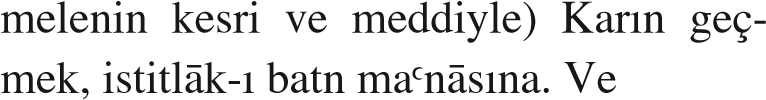 melenin kesri ve meddiyle) Karın geç-
mek, istitlāk-ı batn maʿnāsına. Ve